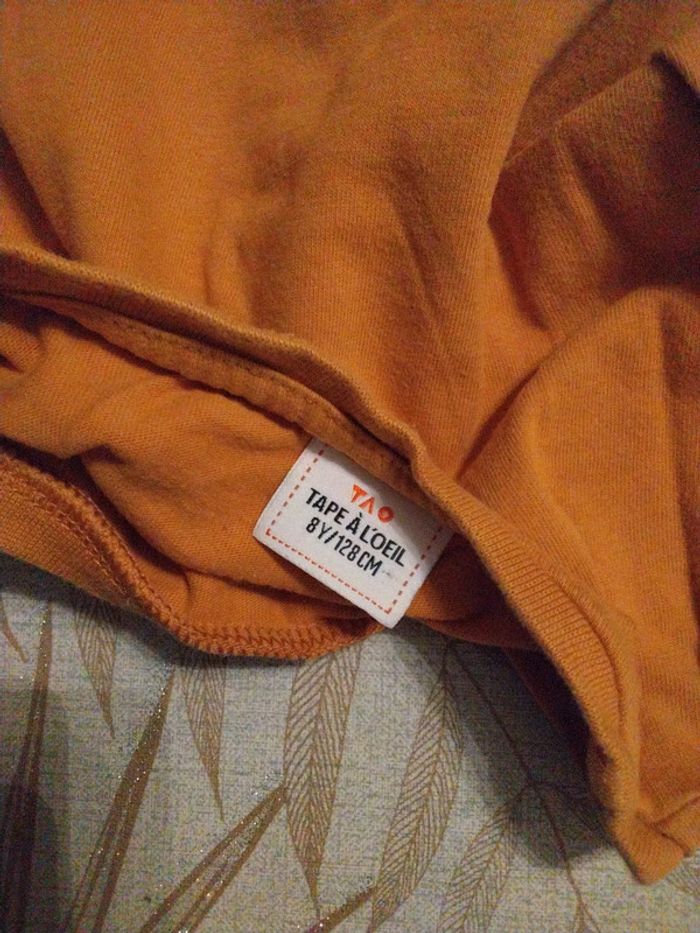 TAO
TAPE À L'OEIL
8Y/128CM